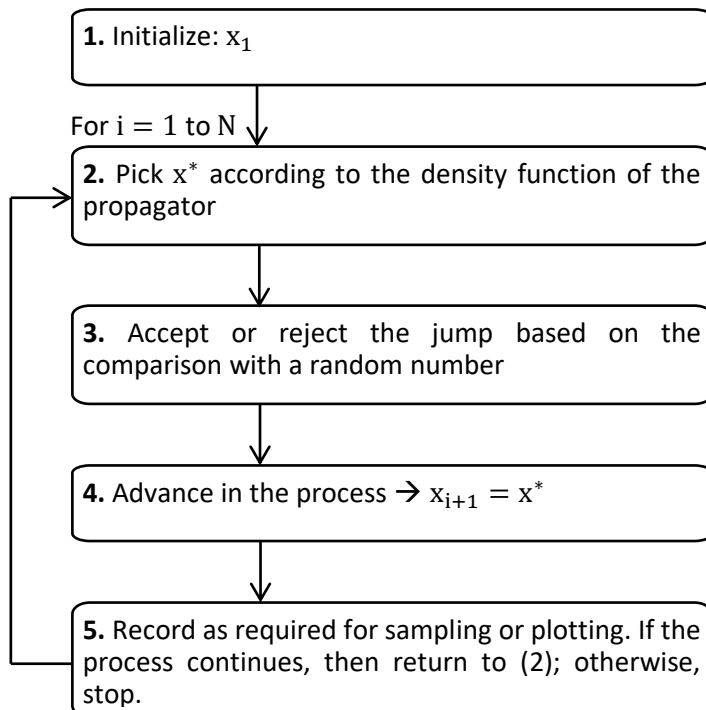 1. Initialize: x₁
For i = 1 to N
2. Pick x* according to the density function of the
propagator
3. Accept or reject the jump based on the
comparison with a random number
4. Advance in the process → xᵢ₊₁ = x*
5. Record as required for sampling or plotting. If the
process continues, then return to (2); otherwise,
stop.